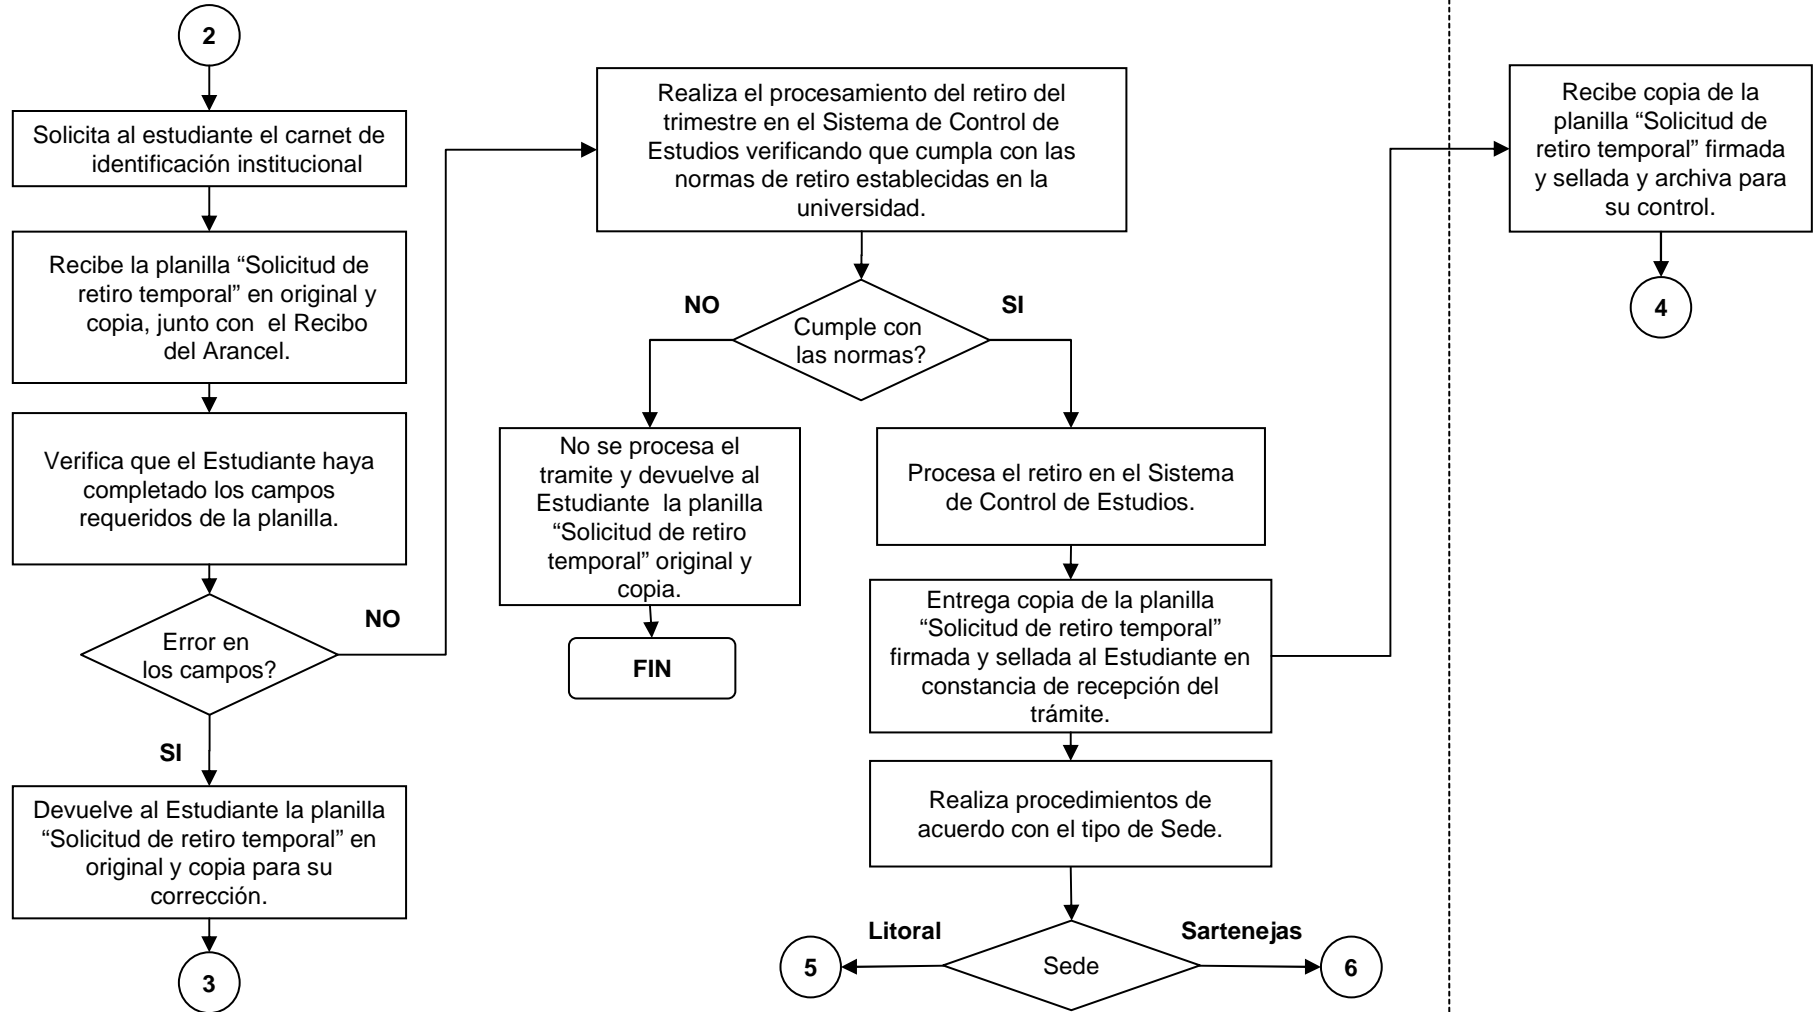 2
Solicita al estudiante el carnet de
identificación institucional
Recibe la planilla “Solicitud de
retiro temporal” en original y
copia, junto con el Recibo
del Arancel.
Verifica que el Estudiante haya
completado los campos
requeridos de la planilla.
Error en
los campos?
NO
SI
Devuelve al Estudiante la planilla
“Solicitud de retiro temporal” en
original y copia para su
corrección.
3
Realiza el procesamiento del retiro del
trimestre en el Sistema de Control de
Estudios verificando que cumpla con las
normas de retiro establecidas en la
universidad.
Cumple con
las normas?
NO
SI
No se procesa el
tramite y devuelve al
Estudiante la planilla
“Solicitud de retiro
temporal” original y
copia.
FIN
Procesa el retiro en el Sistema
de Control de Estudios.
Entrega copia de la planilla
“Solicitud de retiro temporal”
firmada y sellada al Estudiante en
constancia de recepción del
trámite.
Realiza procedimientos de
acuerdo con el tipo de Sede.
Sede
Litoral
Sartenejas
5
6
Recibe copia de la
planilla “Solicitud de
retiro temporal” firmada
y sellada y archiva para
su control.
4